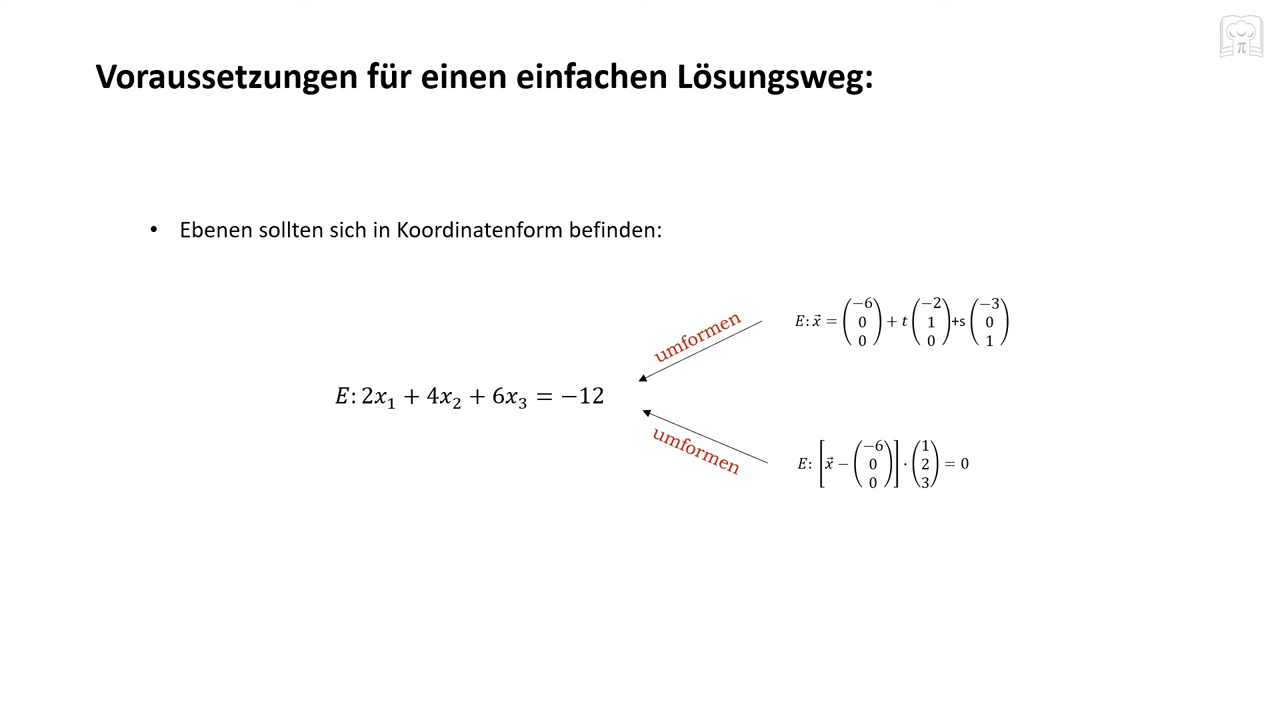 Voraussetzungen für einen einfachen Lösungsweg:
• Ebenen sollten sich in Koordinatenform befinden:
E: 2x₁ + 4x₂ + 6x₃ = −12
umformen
E: x⃗ = (−6 0 0) + t (−2 1 0) +s (−3 0 1)
umformen
E: [x⃗ − (−6 0 0)] · (1 2 3) = 0
π